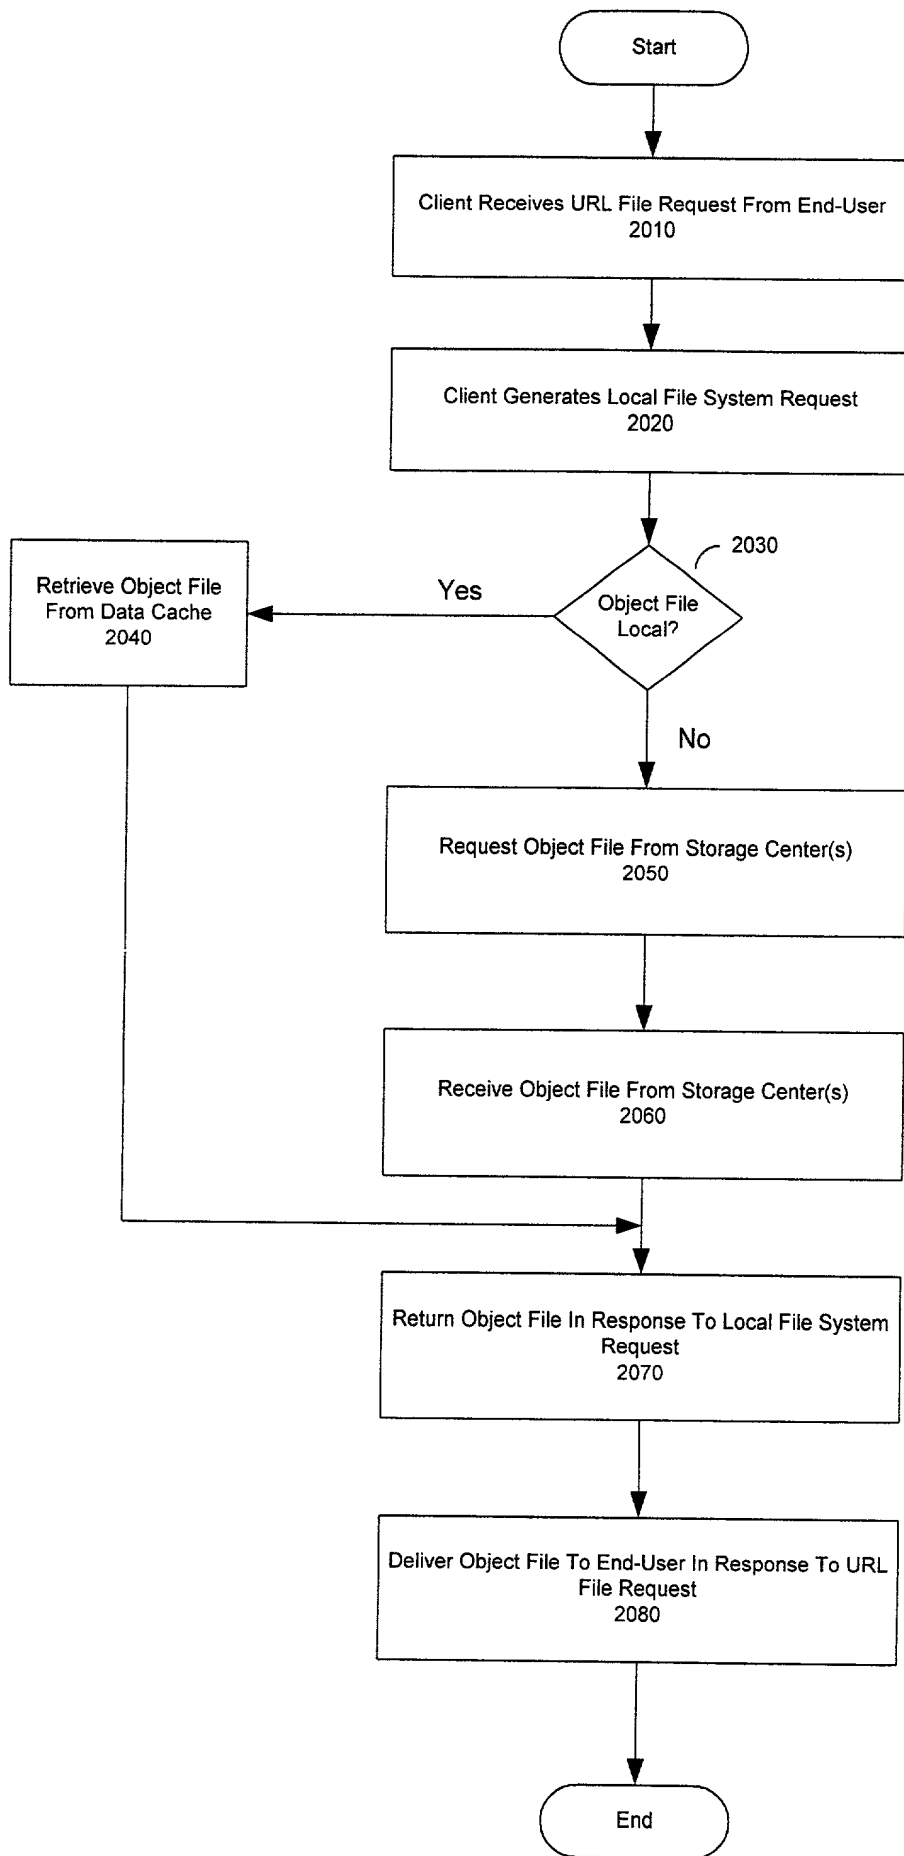 Start
Client Receives URL File Request From End-User
2010
Client Generates Local File System Request
2020
2030
Object File
Local?
Yes
Retrieve Object File
From Data Cache
2040
No
Request Object File From Storage Center(s)
2050
Receive Object File From Storage Center(s)
2060
Return Object File In Response To Local File System
Request
2070
Deliver Object File To End-User In Response To URL
File Request
2080
End